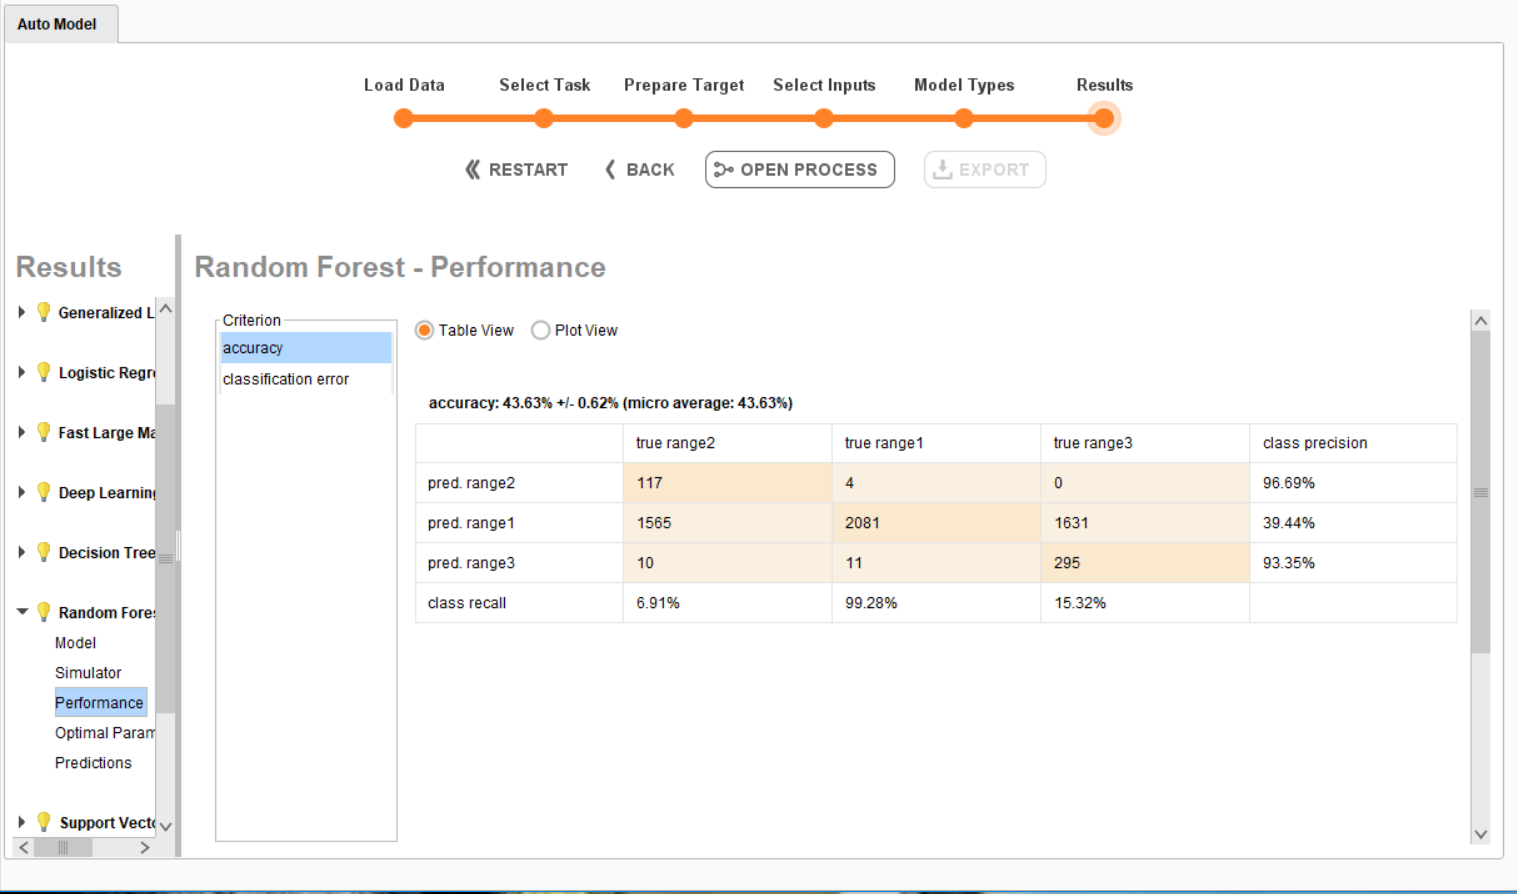 Auto Model
Load Data Select Task Prepare Target Select Inputs Model Types Results
RESTART BACK OPEN PROCESS EXPORT
Results
Generalized L
Logistic Regr
Fast Large Ma
Deep Learning
Decision Tree
Random Fores
Model
Simulator
Performance
Optimal Param
Predictions
Support Vecto
Random Forest - Performance
Criterion
accuracy
classification error
Table View Plot View
accuracy: 43.63% +/- 0.62% (micro average: 43.63%)
true range2 true range1 true range3 class precision
pred. range2 117 4 0 96.69%
pred. range1 1565 2081 1631 39.44%
pred. range3 10 11 295 93.35%
class recall 6.91% 99.28% 15.32%